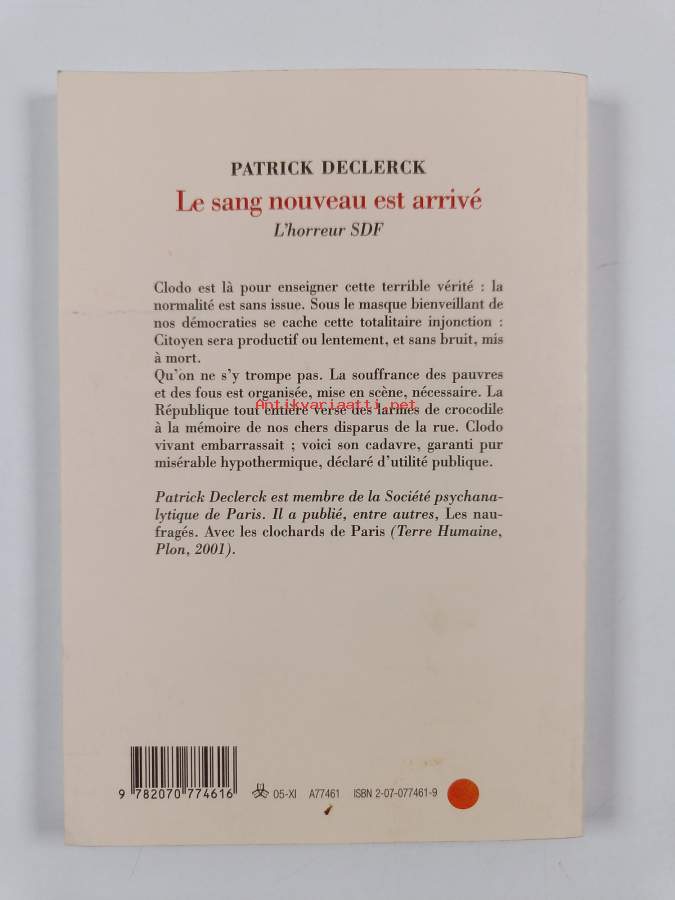 PATRICK DECLERCK
Le sang nouveau est arrivé
L'horreur SDF
Clodo est là pour enseigner cette terrible vérité : la
normalité est sans issue. Sous le masque bienveillant de
nos démocraties se cache cette totalitaire injonction :
Citoyen sera productif ou lentement, et sans bruit, mis
à mort.
Qu'on ne s'y trompe pas. La souffrance des pauvres
et des fous est organisée, mise en scène, nécessaire. La
République tout entière verse des larmes de crocodile
Antikvariaatti.net
à la mémoire de nos chers disparus de la rue. Clodo
vivant embarrassait ; voici son cadavre, garanti pur
misérable hypothermique, déclaré d'utilité publique.
Patrick Declerck est membre de la Société psychana-
lytique de Paris. Il a publié, entre autres, Les nau-
fragés. Avec les clochards de Paris (Terre Humaine,
Plon, 2001).
9 782070 774616
05-XI A77461 ISBN 2-07-077461-9